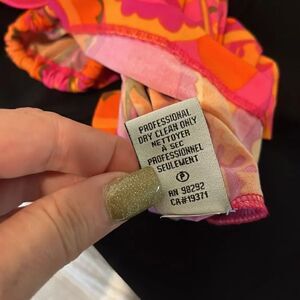 PROFESSIONAL
DRY CLEAN ONLY
NETTOYER
À SEC
PROFESSIONNEL
SEULEMENT
P
RN 98292
CA#19371